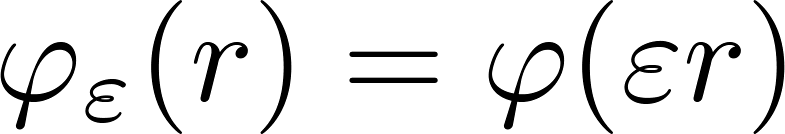 φ_ε(r) = φ(εr)